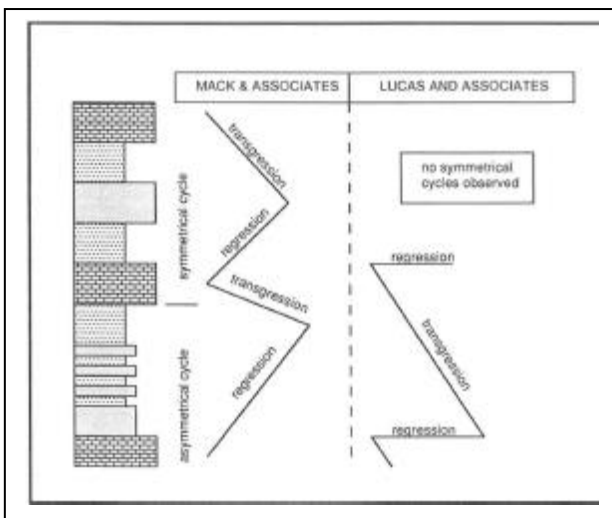 MACK & ASSOCIATES
LUCAS AND ASSOCIATES
transgression
no symmetrical
cycles observed
symmetrical cycle
regression
regression
transgression
transgression
asymmetrical cycle
regression
regression